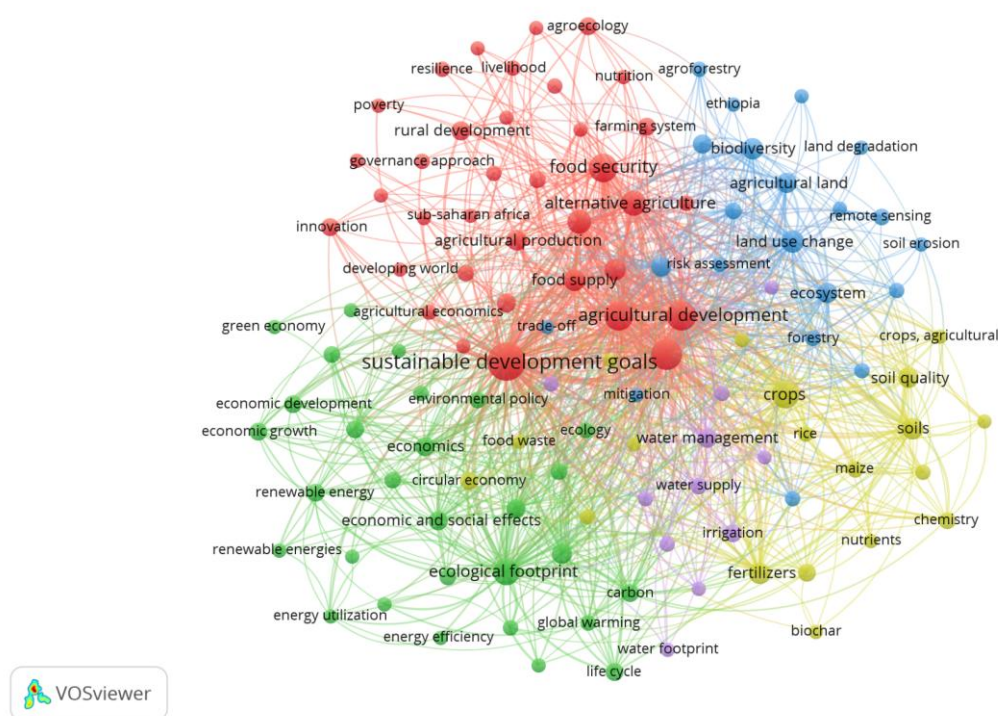 agroecology
resilience
livelihood
nutrition
agroforestry
poverty
ethiopia
rural development
farming system
biodiversity
land degradation
governance approach
food security
agricultural land
alternative agriculture
sub-saharan africa
remote sensing
innovation
agricultural production
land use change
soil erosion
developing world
food supply
risk assessment
ecosystem
agricultural economics
agricultural development
green economy
trade-off
forestry
crops, agricultural
sustainable development goals
soil quality
environmental policy
mitigation
crops
economic development
economic growth
economics
food waste
ecology
water management
rice
soils
circular economy
water supply
maize
renewable energy
economic and social effects
irrigation
chemistry
nutrients
renewable energies
ecological footprint
fertilizers
carbon
energy utilization
global warming
biochar
energy efficiency
water footprint
life cycle
VOSviewer